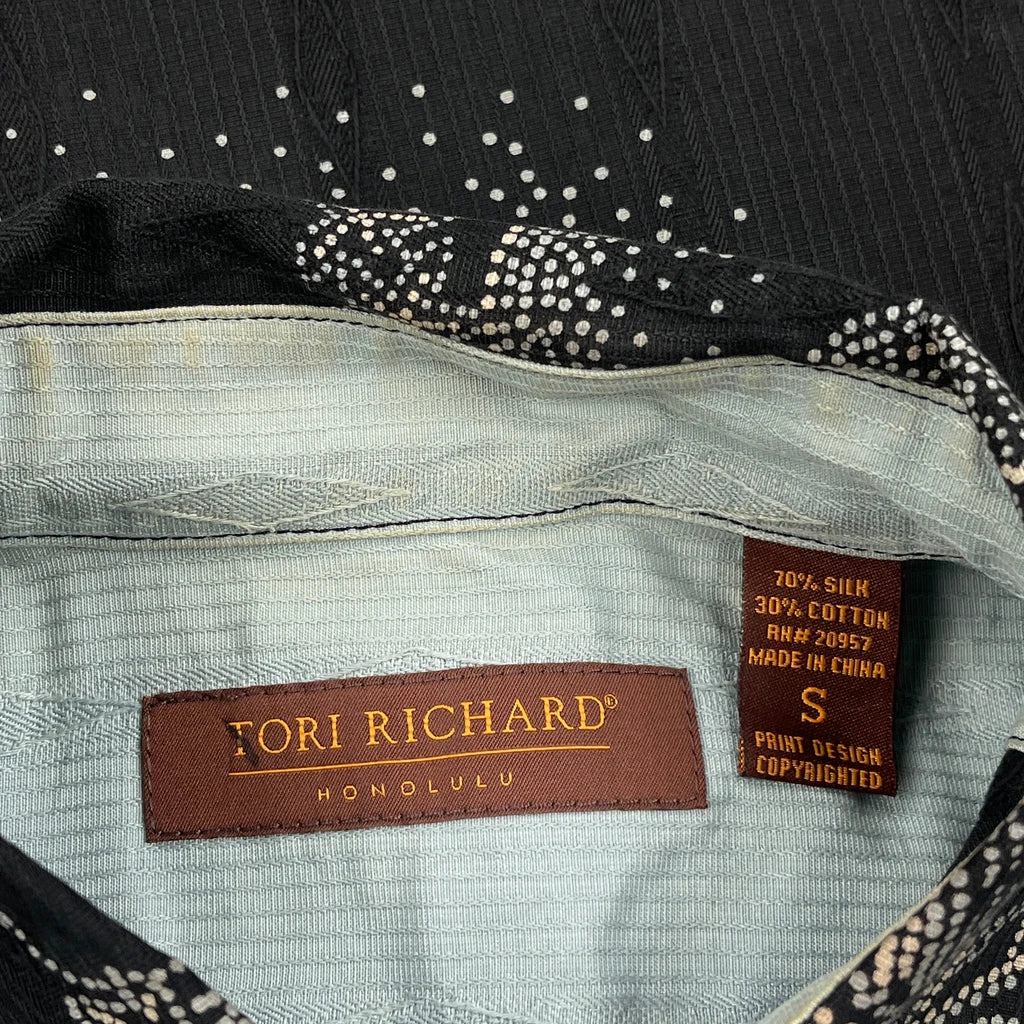 TORI RICHARD®
HONOLULU
70% SILK
30% COTTON
RN# 20957
MADE IN CHINA
S
PRINT DESIGN
COPYRIGHTED